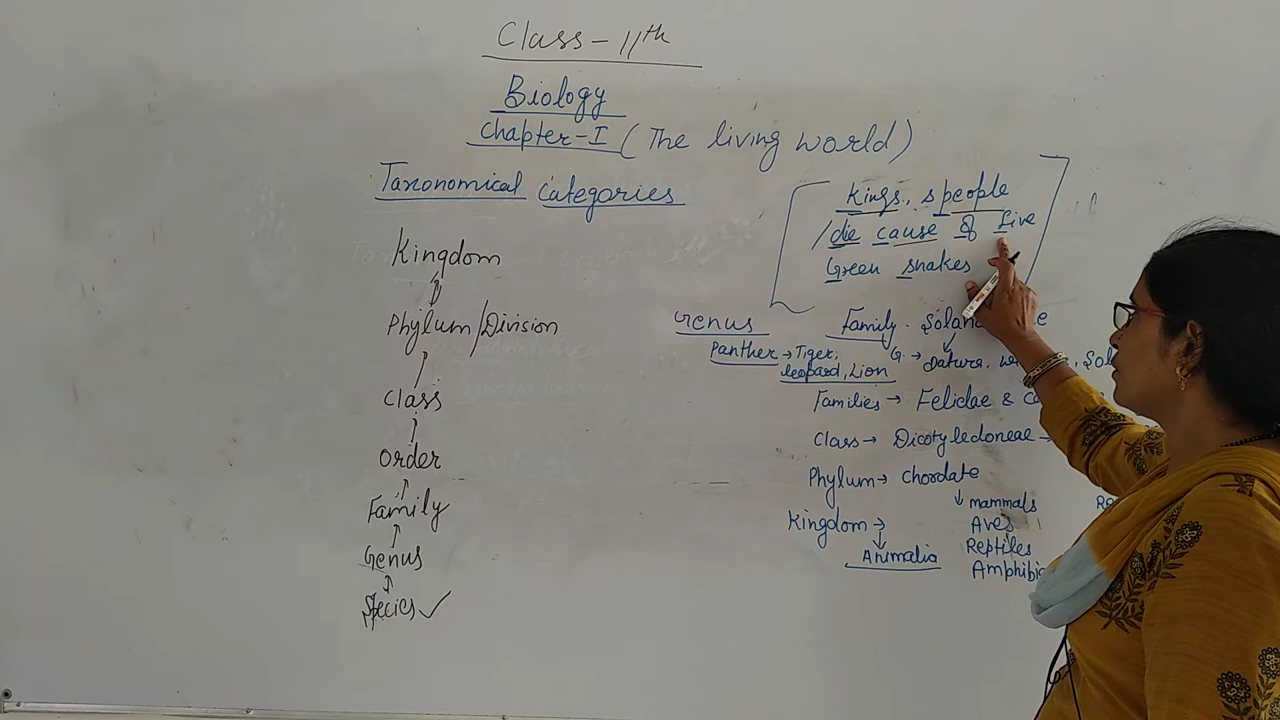 Class - 11th
Biology
Chapter - I (The living world)
Taxonomical Categories
Kingdom
Phylum/Division
Class
Order
Family
Genus
Species ✓
Kings, speople
/die cause of five
Green snakes
Genus
Panther → Tiger,
leopard, Lion
Family -
G. → Datura,
Families → Felidae &
Class → Dicotyledoneae →
Phylum → Chordate
↓ mammals
Aves
Reptiles
Amphibia
Kingdom →
↓
Animalia